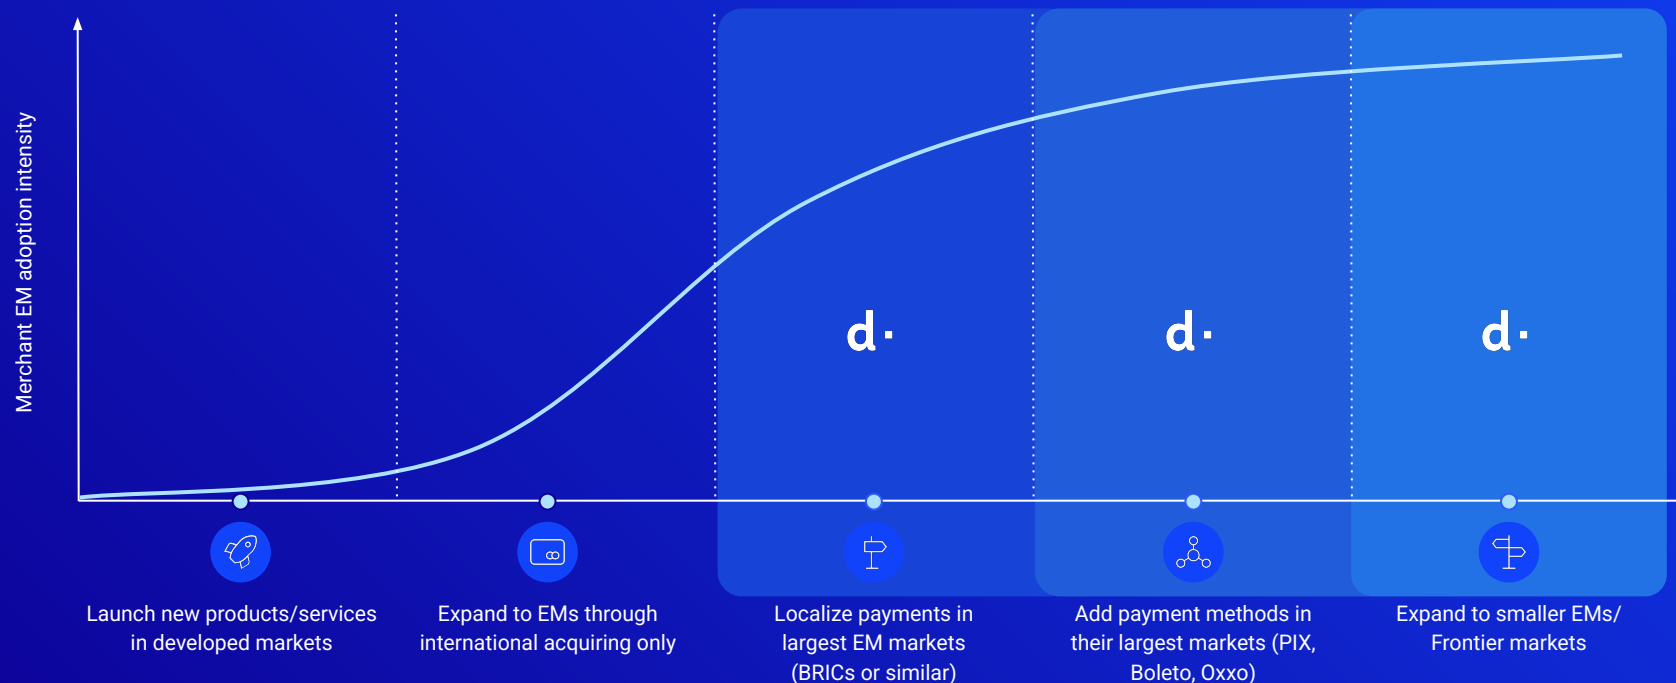 Merchant EM adoption intensity
d·
d·
d·
Launch new products/services
in developed markets
Expand to EMs through
international acquiring only
Localize payments in
largest EM markets
(BRICs or similar)
Add payment methods in
their largest markets (PIX,
Boleto, Oxxo)
Expand to smaller EMs/
Frontier markets